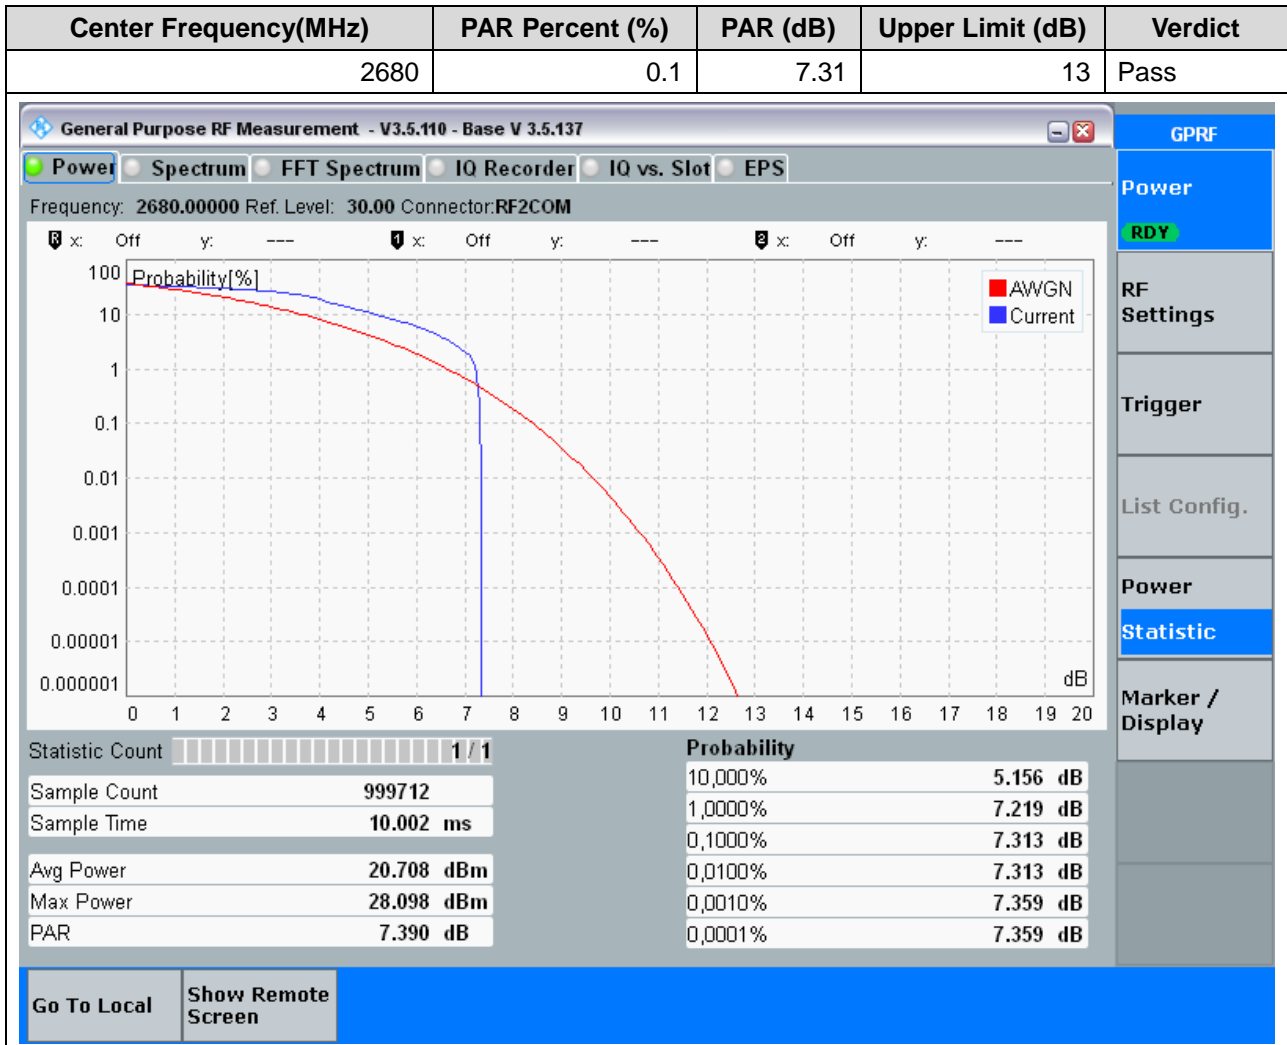 Center Frequency(MHz) PAR Percent (%) PAR (dB) Upper Limit (dB) Verdict
2680 0.1 7.31 13 Pass
General Purpose RF Measurement - V3.5.110 - Base V 3.5.137
GPRF
Power Spectrum FFT Spectrum IQ Recorder IQ vs. Slot EPS
Power
RDY
Frequency: 2680.00000 Ref. Level: 30.00 Connector:RF2COM
R x: Off y: --- 1 x: Off y: --- 2 x: Off y: ---
Probability[%]
AWGN
Current
100
10
1
0.1
0.01
0.001
0.0001
0.00001
0.000001
dB
0 1 2 3 4 5 6 7 8 9 10 11 12 13 14 15 16 17 18 19 20
RF
Settings
Trigger
List Config.
Power
Statistic
Marker /
Display
Statistic Count 1 / 1
Sample Count 999712
Sample Time 10.002 ms
Avg Power 20.708 dBm
Max Power 28.098 dBm
PAR 7.390 dB
Probability
10,000% 5.156 dB
1,0000% 7.219 dB
0,1000% 7.313 dB
0,0100% 7.313 dB
0,0010% 7.359 dB
0,0001% 7.359 dB
Go To Local
Show Remote
Screen